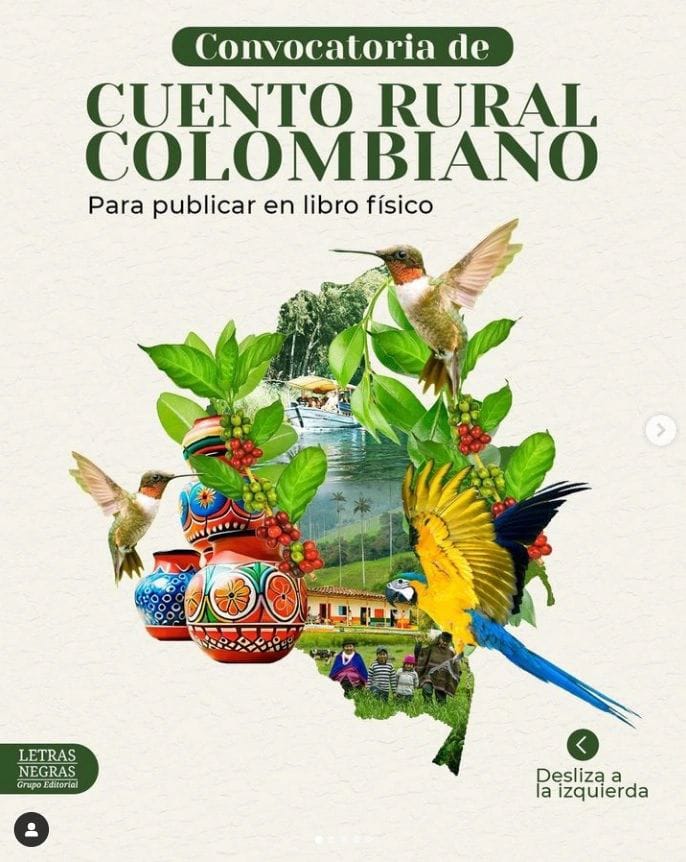 Convocatoria de
CUENTO RURAL
COLOMBIANO
Para publicar en libro físico
LETRAS
NEGRAS
Grupo Editorial
Desliza a
la izquierda